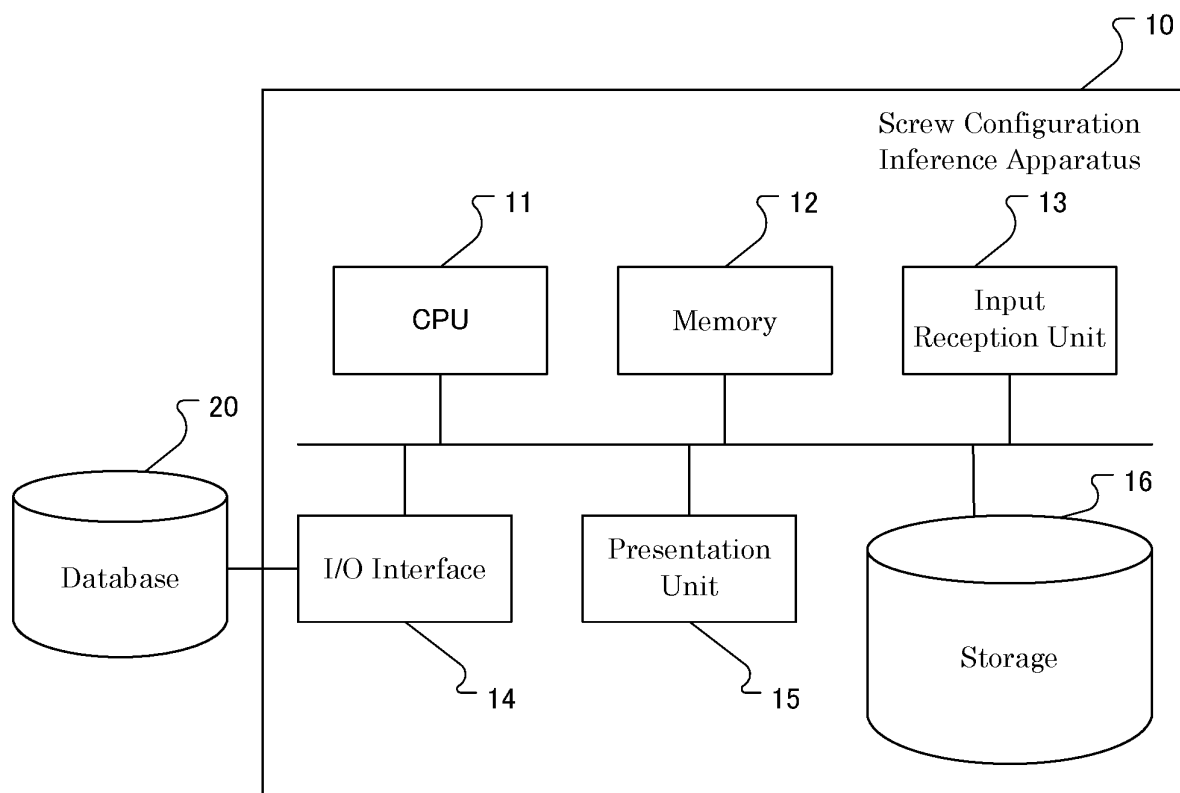 10
Screw Configuration
Inference Apparatus
11
12
13
CPU
Memory
Input
Reception Unit
20
16
Database
I/O Interface
Presentation
Unit
Storage
14
15